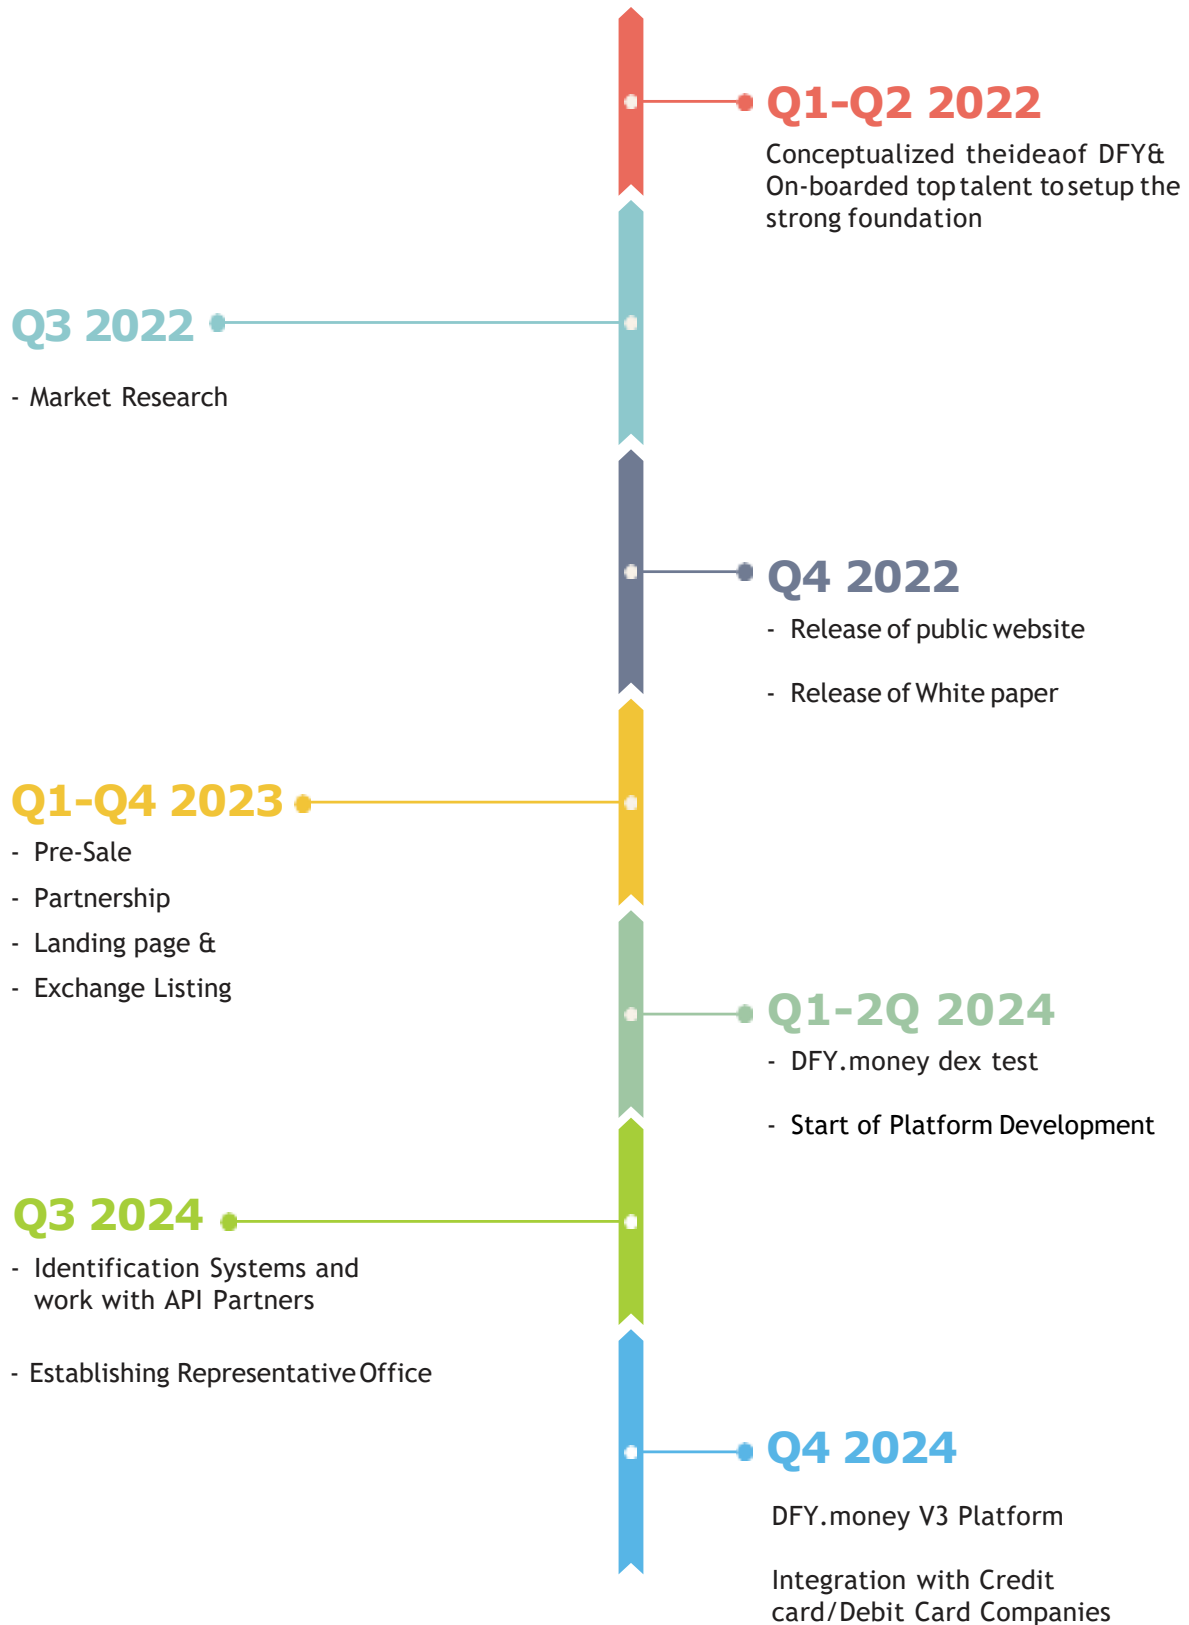 Q1-Q2 2022
Conceptualized theideaof DFY&
On-boarded top talent to setup the
strong foundation
Q3 2022
- Market Research
Q4 2022
- Release of public website
- Release of White paper
Q1-Q4 2023
- Pre-Sale
- Partnership
- Landing page &
- Exchange Listing
Q1-2Q 2024
- DFY.money dex test
- Start of Platform Development
Q3 2024
- Identification Systems and
work with API Partners
- Establishing Representative Office
Q4 2024
DFY.money V3 Platform
Integration with Credit
card/Debit Card Companies